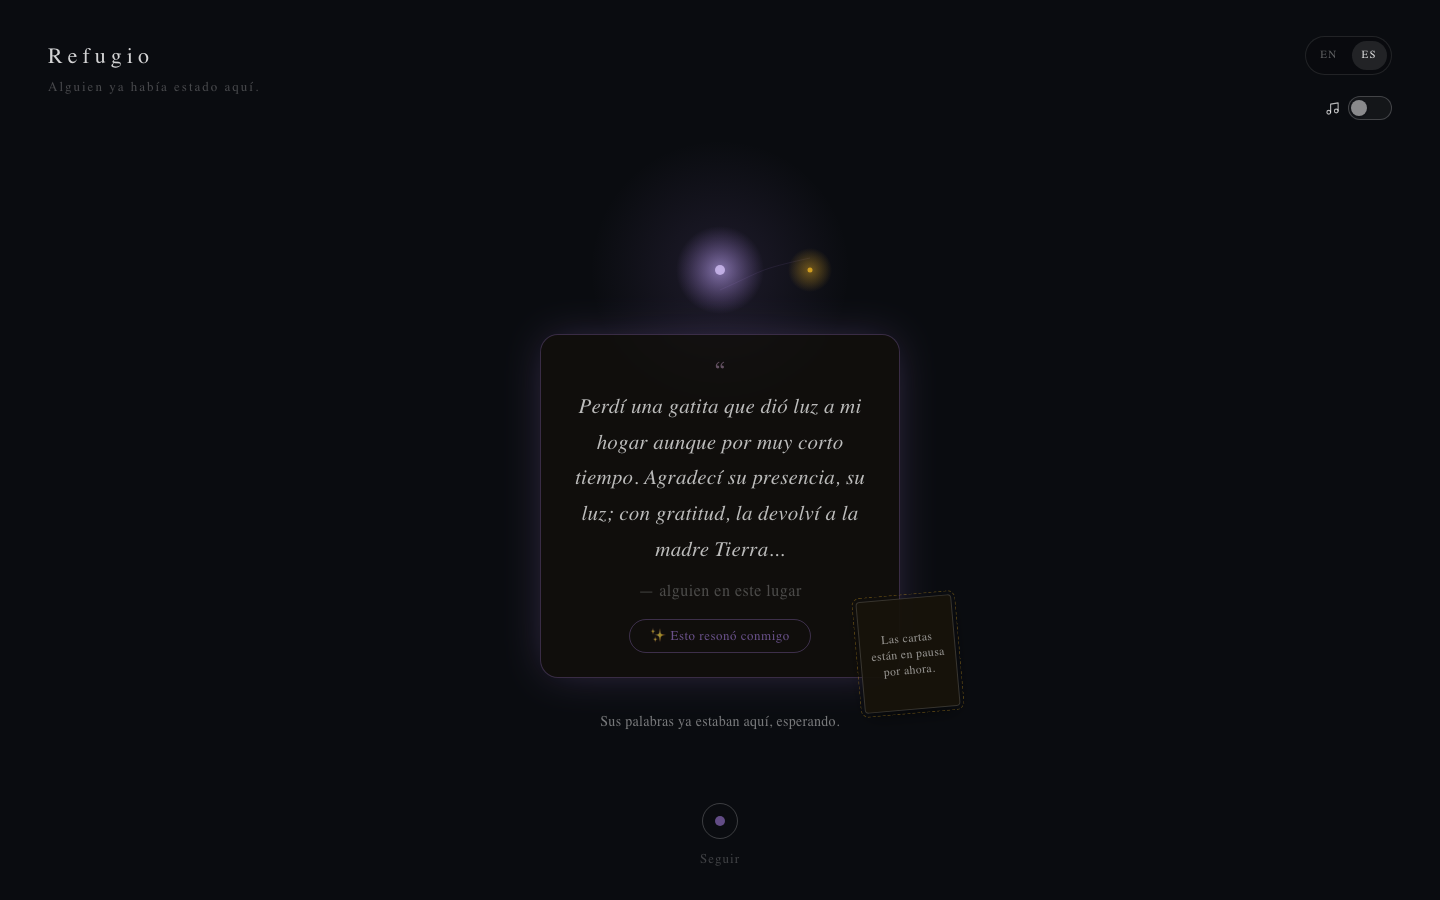 Refugio
Alguien ya había estado aquí.
EN ES
“
Perdí una gatita que dió luz a mi
hogar aunque por muy corto
tiempo. Agradecí su presencia, su
luz; con gratitud, la devolví a la
madre Tierra...
— alguien en este lugar
✨ Esto resonó conmigo
Las cartas
están en pausa
por ahora.
Sus palabras ya estaban aquí, esperando.
Seguir